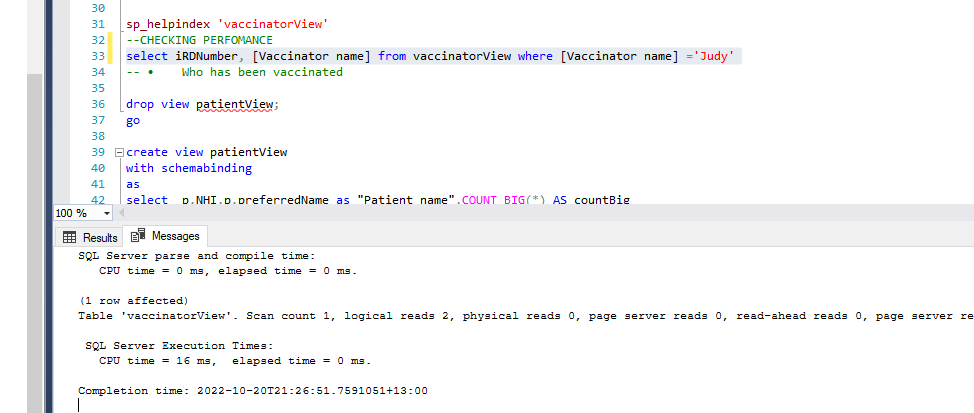 30
31 sp_helpindex 'vaccinatorView'
32 --CHECKING PERFOMANCE
33 select iRDNumber, [Vaccinator name] from vaccinatorView where [Vaccinator name] ='Judy'
34 -- • Who has been vaccinated
35
36 drop view patientView;
37 go
38
39 create view patientView
40 with schemabinding
41 as
42 select p.NHI,p.preferredName as "Patient name",COUNT_BIG(*) AS countBig
100 %
Results Messages
SQL Server parse and compile time:
CPU time = 0 ms, elapsed time = 0 ms.
(1 row affected)
Table 'vaccinatorView'. Scan count 1, logical reads 2, physical reads 0, page server reads 0, read-ahead reads 0, page server re
SQL Server Execution Times:
CPU time = 16 ms, elapsed time = 0 ms.
Completion time: 2022-10-20T21:26:51.7591051+13:00